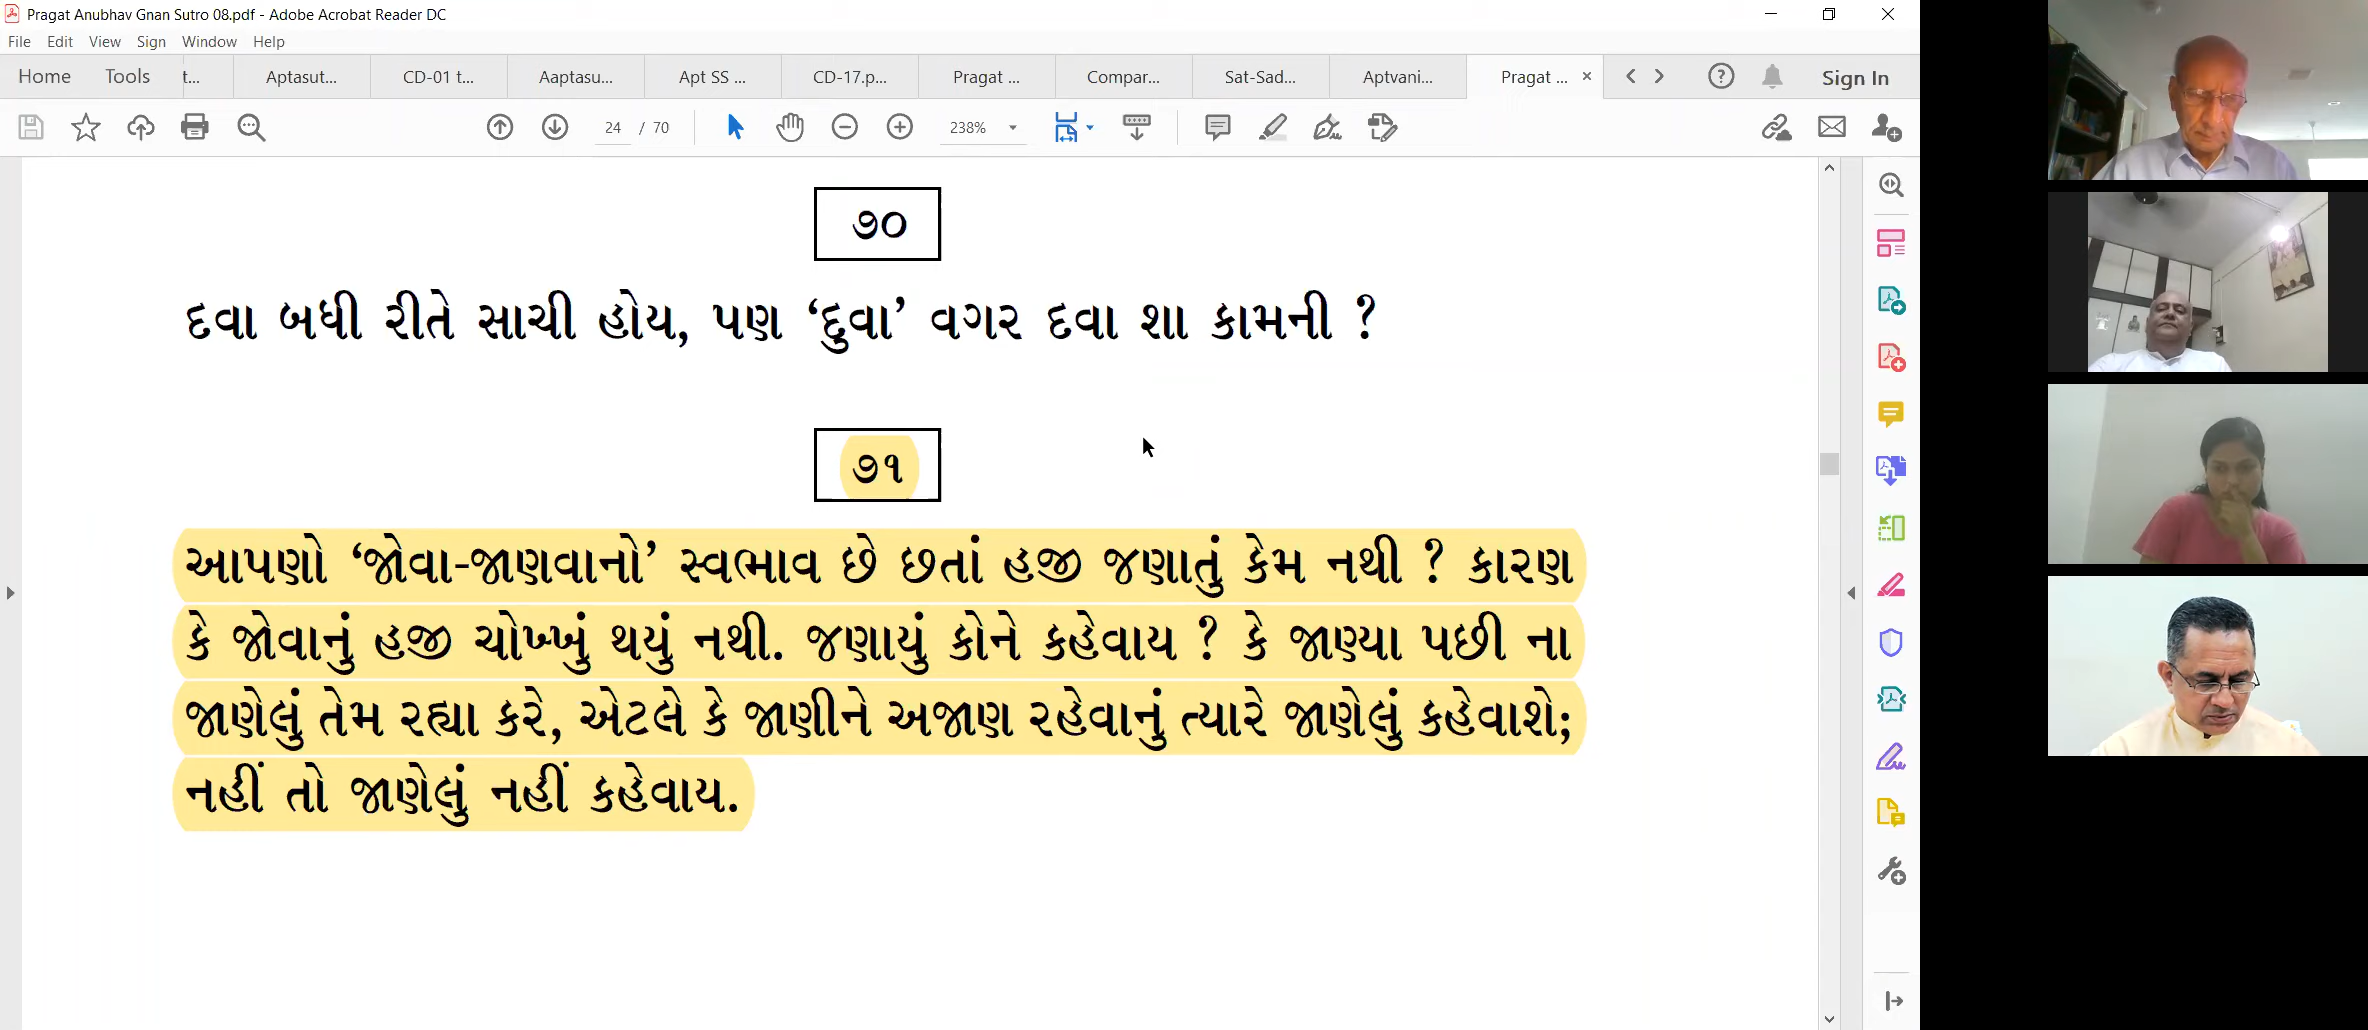 Pragat Anubhav Gnan Sutro 08.pdf - Adobe Acrobat Reader DC
File Edit View Sign Window Help
Home Tools t... Aptasut... CD-01 t... Aaptasu... Apt SS ... CD-17.p... Pragat ... Compar... Sat-Sad... Aptvani... Pragat ... Sign In
24 / 70 238%
૭૦
દવા બધી રીતે સાચી હોય, પણ ‘દુવા’ વગર દવા શા કામની ?
૭૧
આપણો ‘જોવા-જાણવાનો’ સ્વભાવ છે છતાં હજી જણાતું કેમ નથી ? કારણ
કે જોવાનું હજી ચોખ્ખું થયું નથી. જણાયું કોને કહેવાય ? કે જાણ્યા પછી ના
જાણેલું તેમ રહ્યા કરે, એટલે કે જાણીને અજાણ રહેવાનું ત્યારે જાણેલું કહેવાશે;
નહીં તો જાણેલું નહીં કહેવાય.